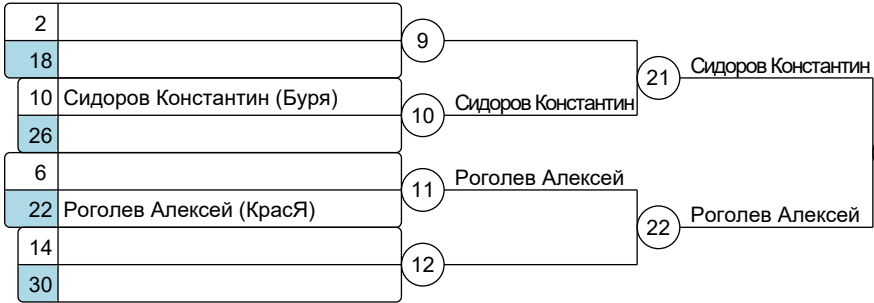 2
9
18
10 Сидоров Константин (Буря)
10 Сидоров Константин
26
21 Сидоров Константин
6
11 Роголев Алексей
22 Роголев Алексей (КрасЯ)
22 Роголев Алексей
14
12
30